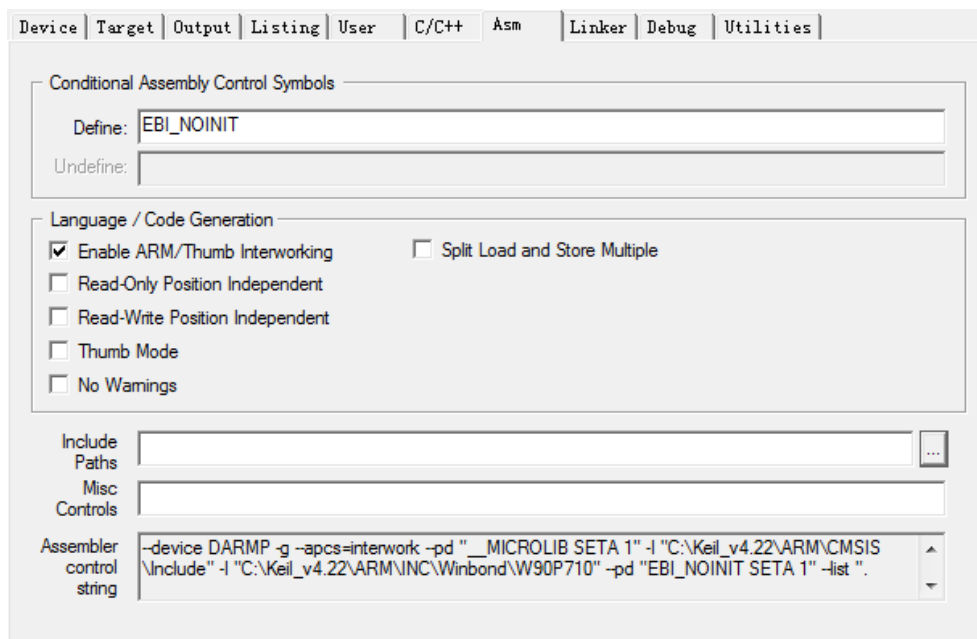 Device Target Output Listing User C/C++ Asm Linker Debug Utilities
Conditional Assembly Control Symbols
Define: EBI_NOINIT
Undefine:
Language / Code Generation
Enable ARM/Thumb Interworking Split Load and Store Multiple
Read-Only Position Independent
Read-Write Position Independent
Thumb Mode
No Warnings
Include
Paths
...
Misc
Controls
Assembler
control
string
--device DARMP -g --apcs=interwork --pd "__MICROLIB SETA 1" -I "C:\Keil_v4.22\ARM\CMSIS
\Include" -I "C:\Keil_v4.22\ARM\INC\Winbond\W90P710" --pd "EBI_NOINIT SETA 1" --list ".